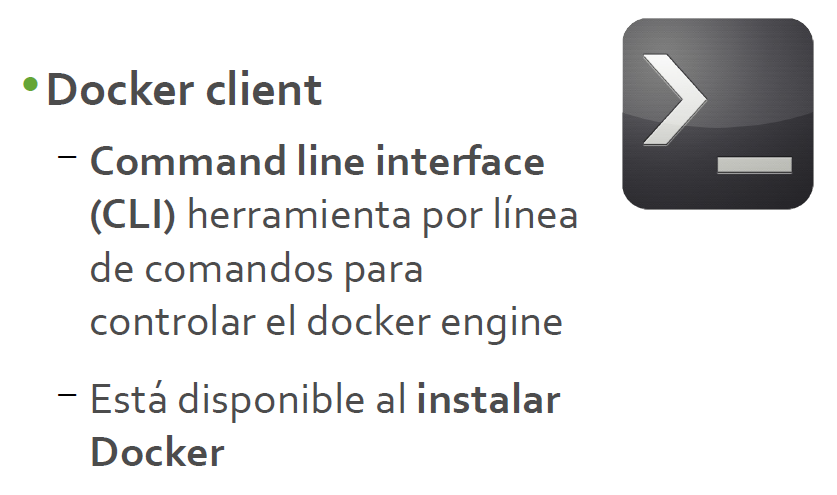 • Docker client
– Command line interface
(CLI) herramienta por línea
de comandos para
controlar el docker engine
– Está disponible al instalar
Docker